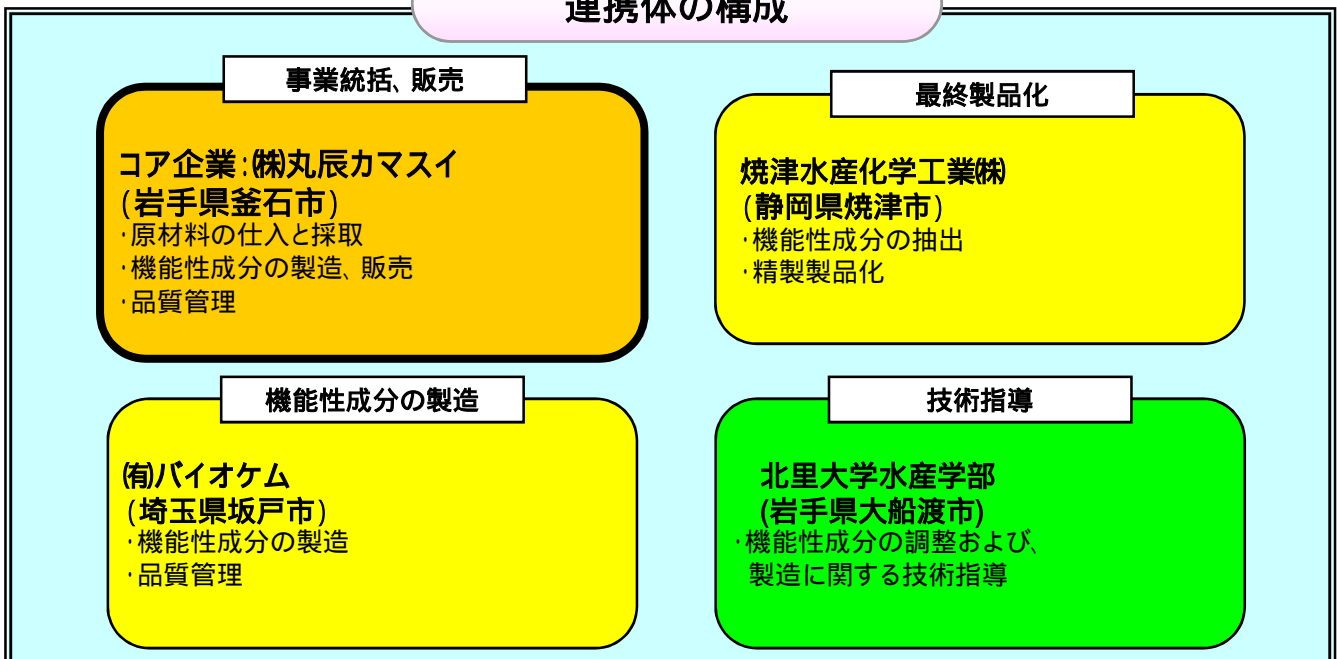 連携体の構成
事業統括、販売
コア企業:㈱丸辰カマスイ
(岩手県釜石市)
・原材料の仕入と採取
・機能性成分の製造、販売
・品質管理
最終製品化
焼津水産化学工業㈱
(静岡県焼津市)
・機能性成分の抽出
・精製製品化
機能性成分の製造
㈲バイオケム
(埼玉県坂戸市)
・機能性成分の製造
・品質管理
技術指導
北里大学水産学部
(岩手県大船渡市)
・機能性成分の調整および、
製造に関する技術指導